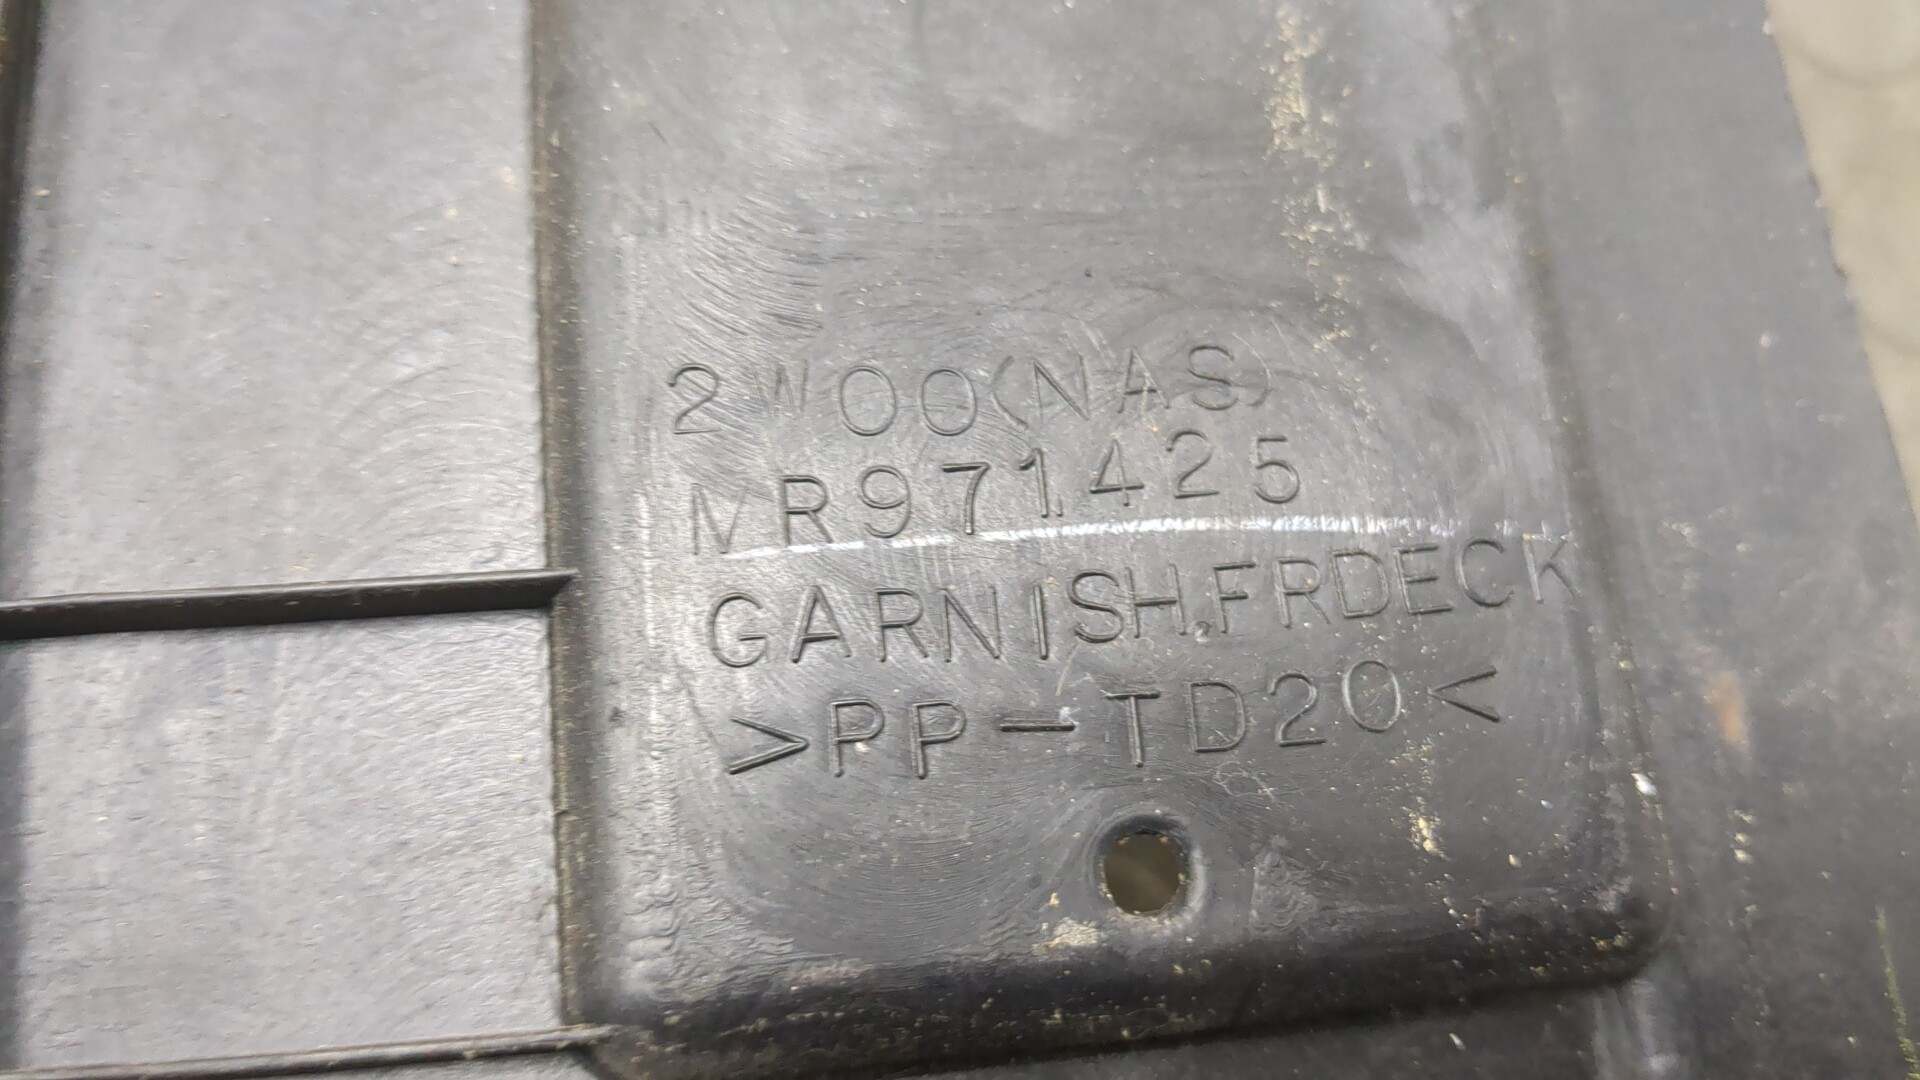 2W00(NAS)
MR971425
GARNISH,FRDECK
>PP-TD20<